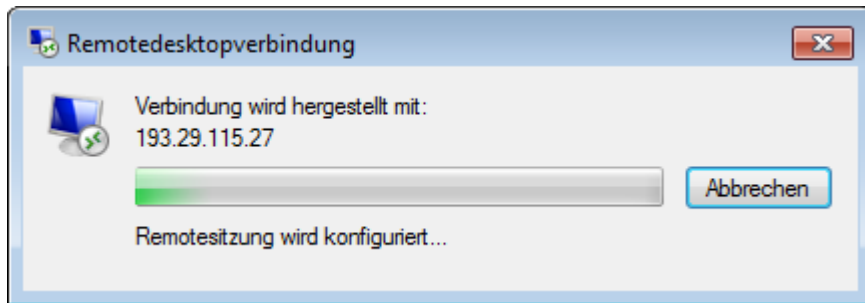 Remotedesktopverbindung
Verbindung wird hergestellt mit:
193.29.115.27
Abbrechen
Remotesitzung wird konfiguriert...